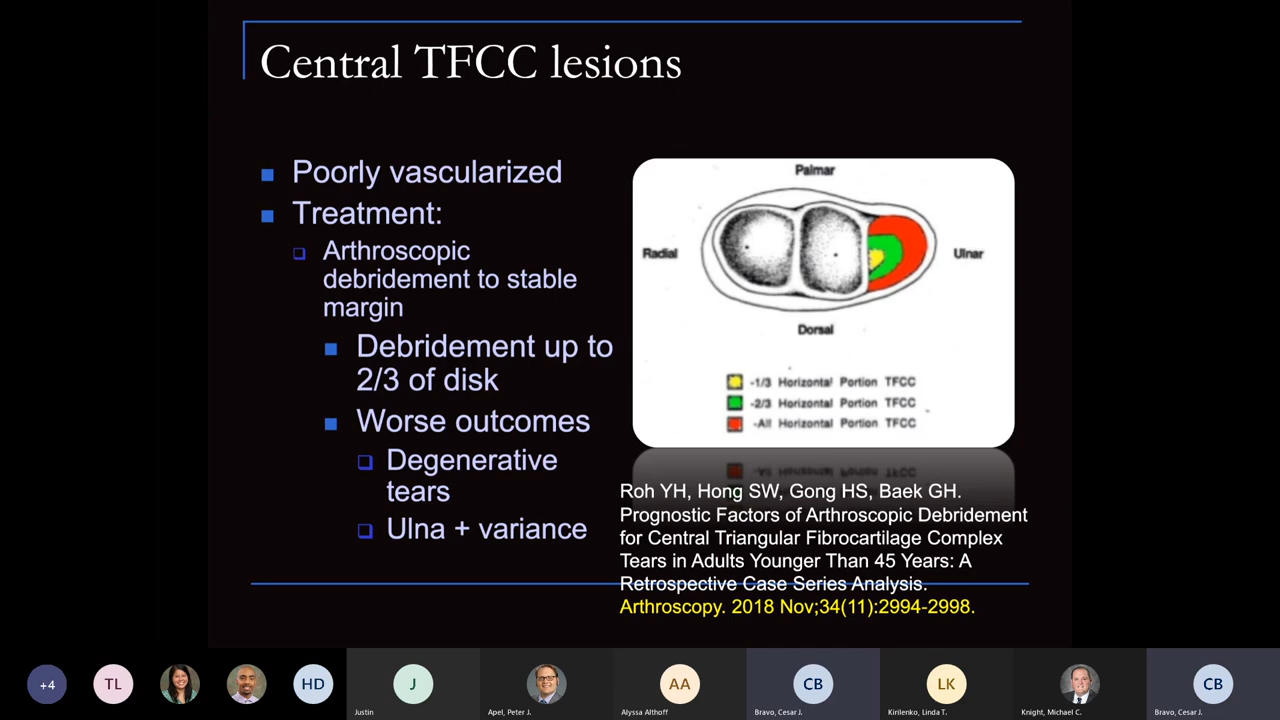 Central TFCC lesions
Poorly vascularized
Treatment:
Arthroscopic
debridement to stable
margin
Debridement up to
2/3 of disk
Worse outcomes
Degenerative
tears
Ulna + variance
Palmar
Radial
Ulnar
Dorsal
-1/3 Horizontal Portion TFCC
-2/3 Horizontal Portion TFCC
-All Horizontal Portion TFCC
-All Horizontal Portion TFCC
Roh YH, Hong SW, Gong HS, Baek GH.
Prognostic Factors of Arthroscopic Debridement
for Central Triangular Fibrocartilage Complex
Tears in Adults Younger Than 45 Years: A
Retrospective Case Series Analysis.
Arthroscopy. 2018 Nov;34(11):2994-2998.
+4
TL
HD
J
AA
CB
LK
CB
Justin
Apel, Peter J.
Alyssa Althoff
Bravo, Cesar J.
Kirilenko, Linda T.
Knight, Michael C.
Bravo, Cesar J.